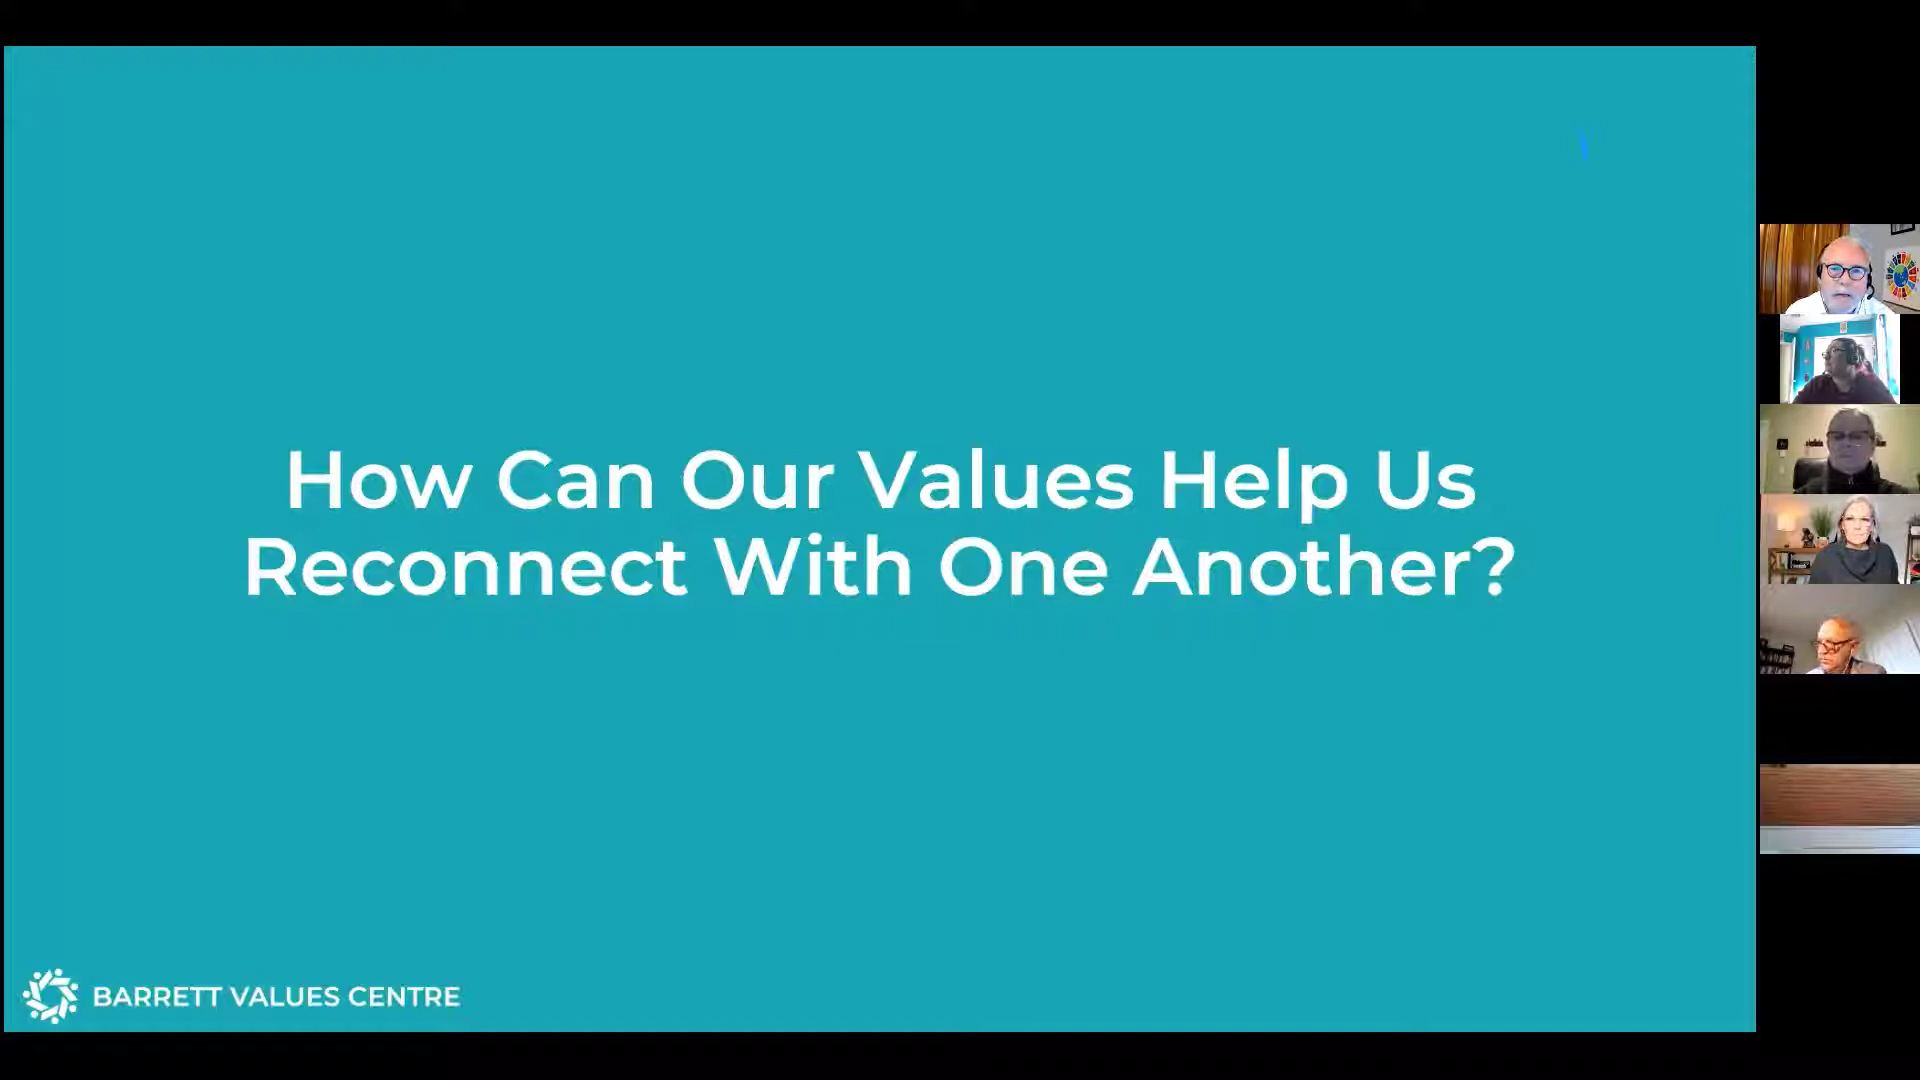 How Can Our Values Help Us
Reconnect With One Another?
BARRETT VALUES CENTRE